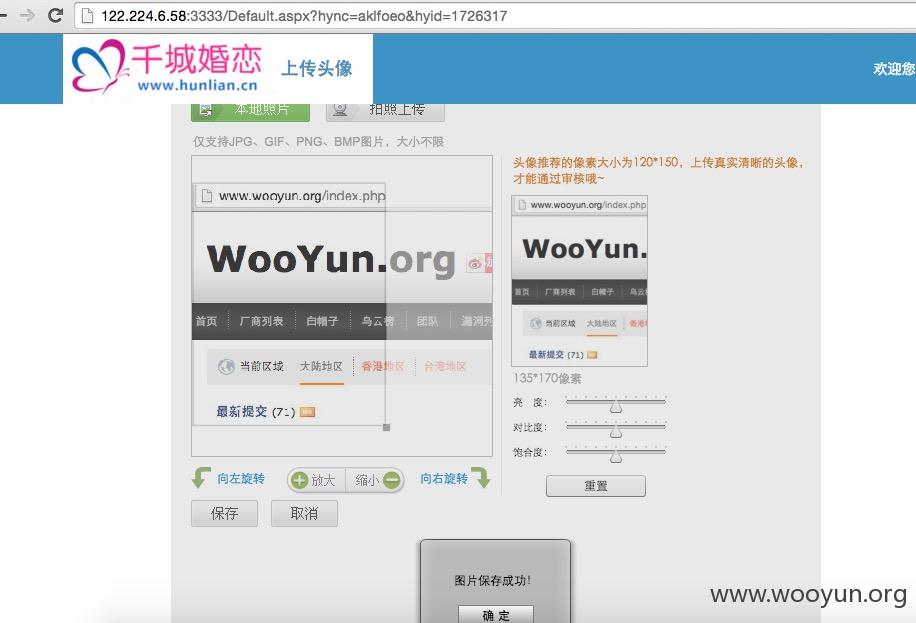 122.224.6.58:3333/Default.aspx?hync=aklfoeo&hyid=1726317
千城婚恋
www.hunlian.cn
上传头像
欢迎您
本地照片
拍照上传
仅支持JPG、GIF、PNG、BMP图片，大小不限
头像推荐的像素大小为120*150，上传真实清晰的头像，
才能通过审核哦~
www.wooyun.org/index.php
WooYun.org
首页 厂商列表 白帽子 乌云榜 团队 漏洞列
当前区域 大陆地区 香港地区 台湾地区
最新提交 (71)
www.wooyun.org/index.php
WooYun.
首页 厂商列表 白帽子 乌云
当前区域 大陆地区 香港
最新提交 (71)
135*170像素
亮 度：
对比度：
饱合度：
重置
向左旋转
放大
缩小
向右旋转
保存
取消
图片保存成功！
确 定
www.wooyun.org